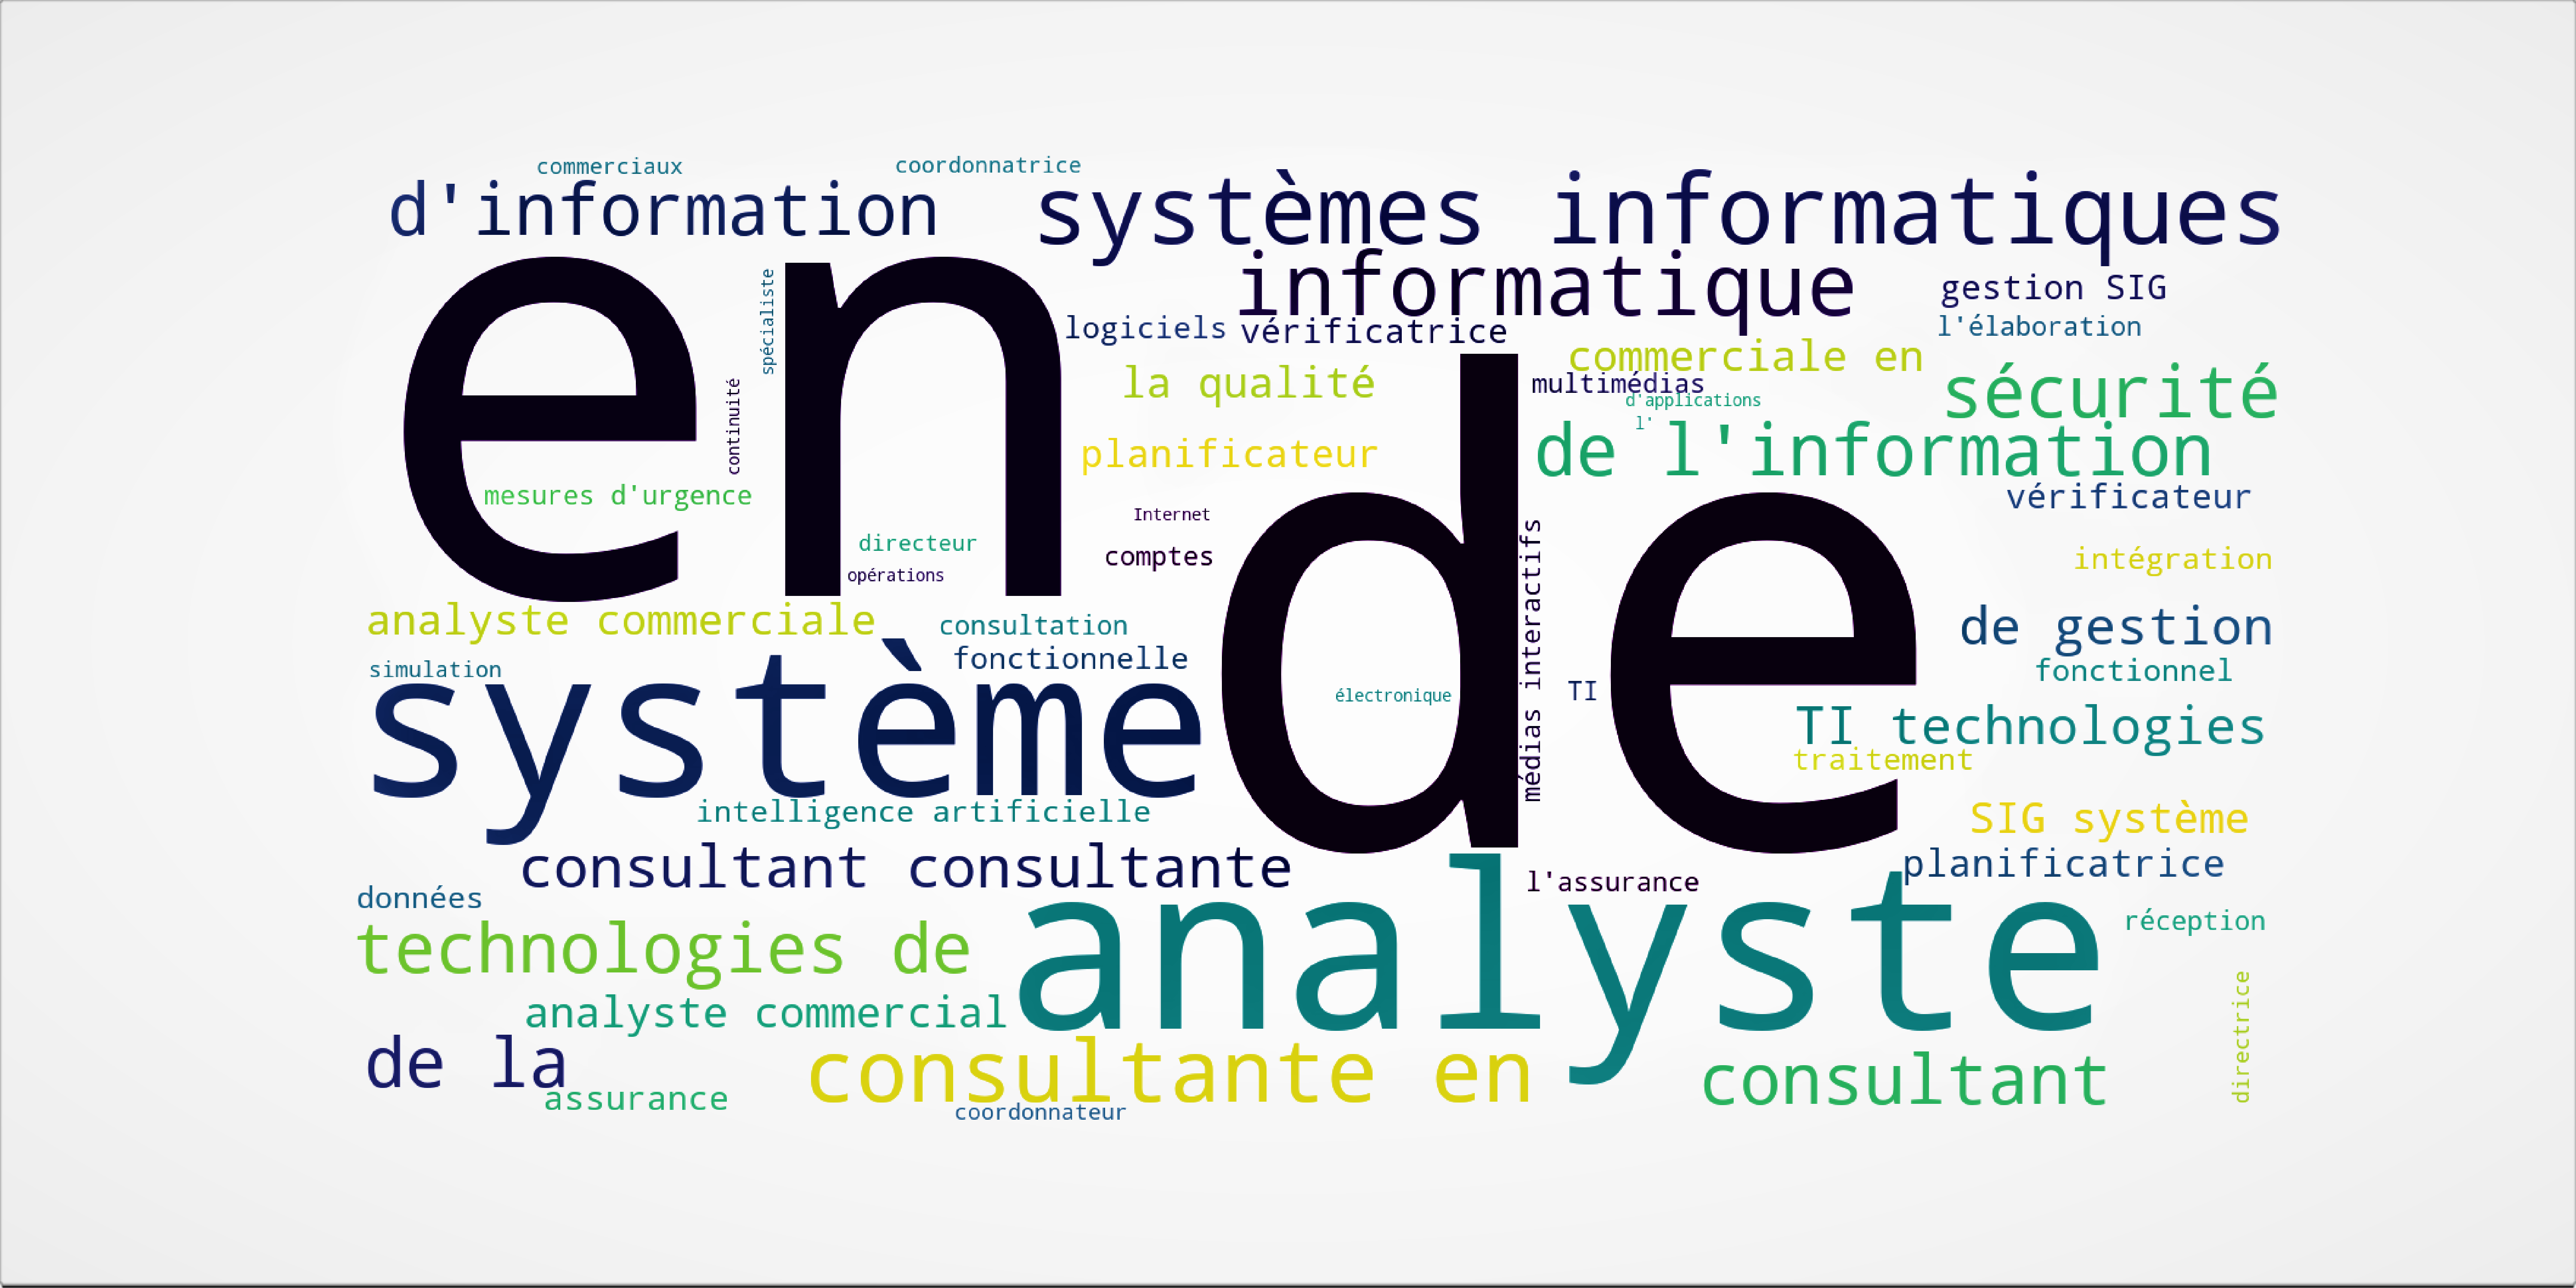 commerciaux
coordonnatrice
d'information
systèmes informatiques
en
spécialiste
informatique
gestion SIG
logiciels
vérificatrice
l'élaboration
commerciale en
continuité
la qualité
multimédias
sécurité
d'applications
l'
planificateur
de l'information
mesures d'urgence
vérificateur
de
Internet
directeur
comptes
médias interactifs
intégration
opérations
analyste commerciale
consultation
de gestion
fonctionnelle
simulation
fonctionnel
système
électronique
TI
TI technologies
traitement
intelligence artificielle
SIG système
consultant consultante
planificatrice
l'assurance
données
analyste
réception
technologies de
analyste commercial
directrice
de la
consultante en
consultant
assurance
coordonnateur